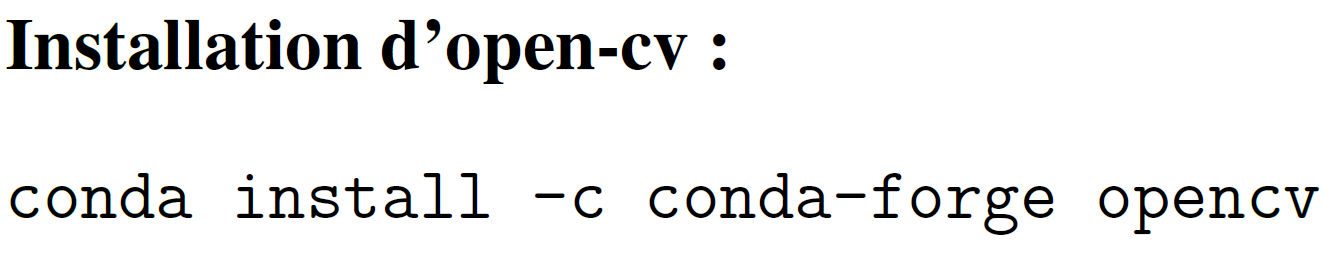 Installation d’open-cv :
conda install -c conda-forge opencv